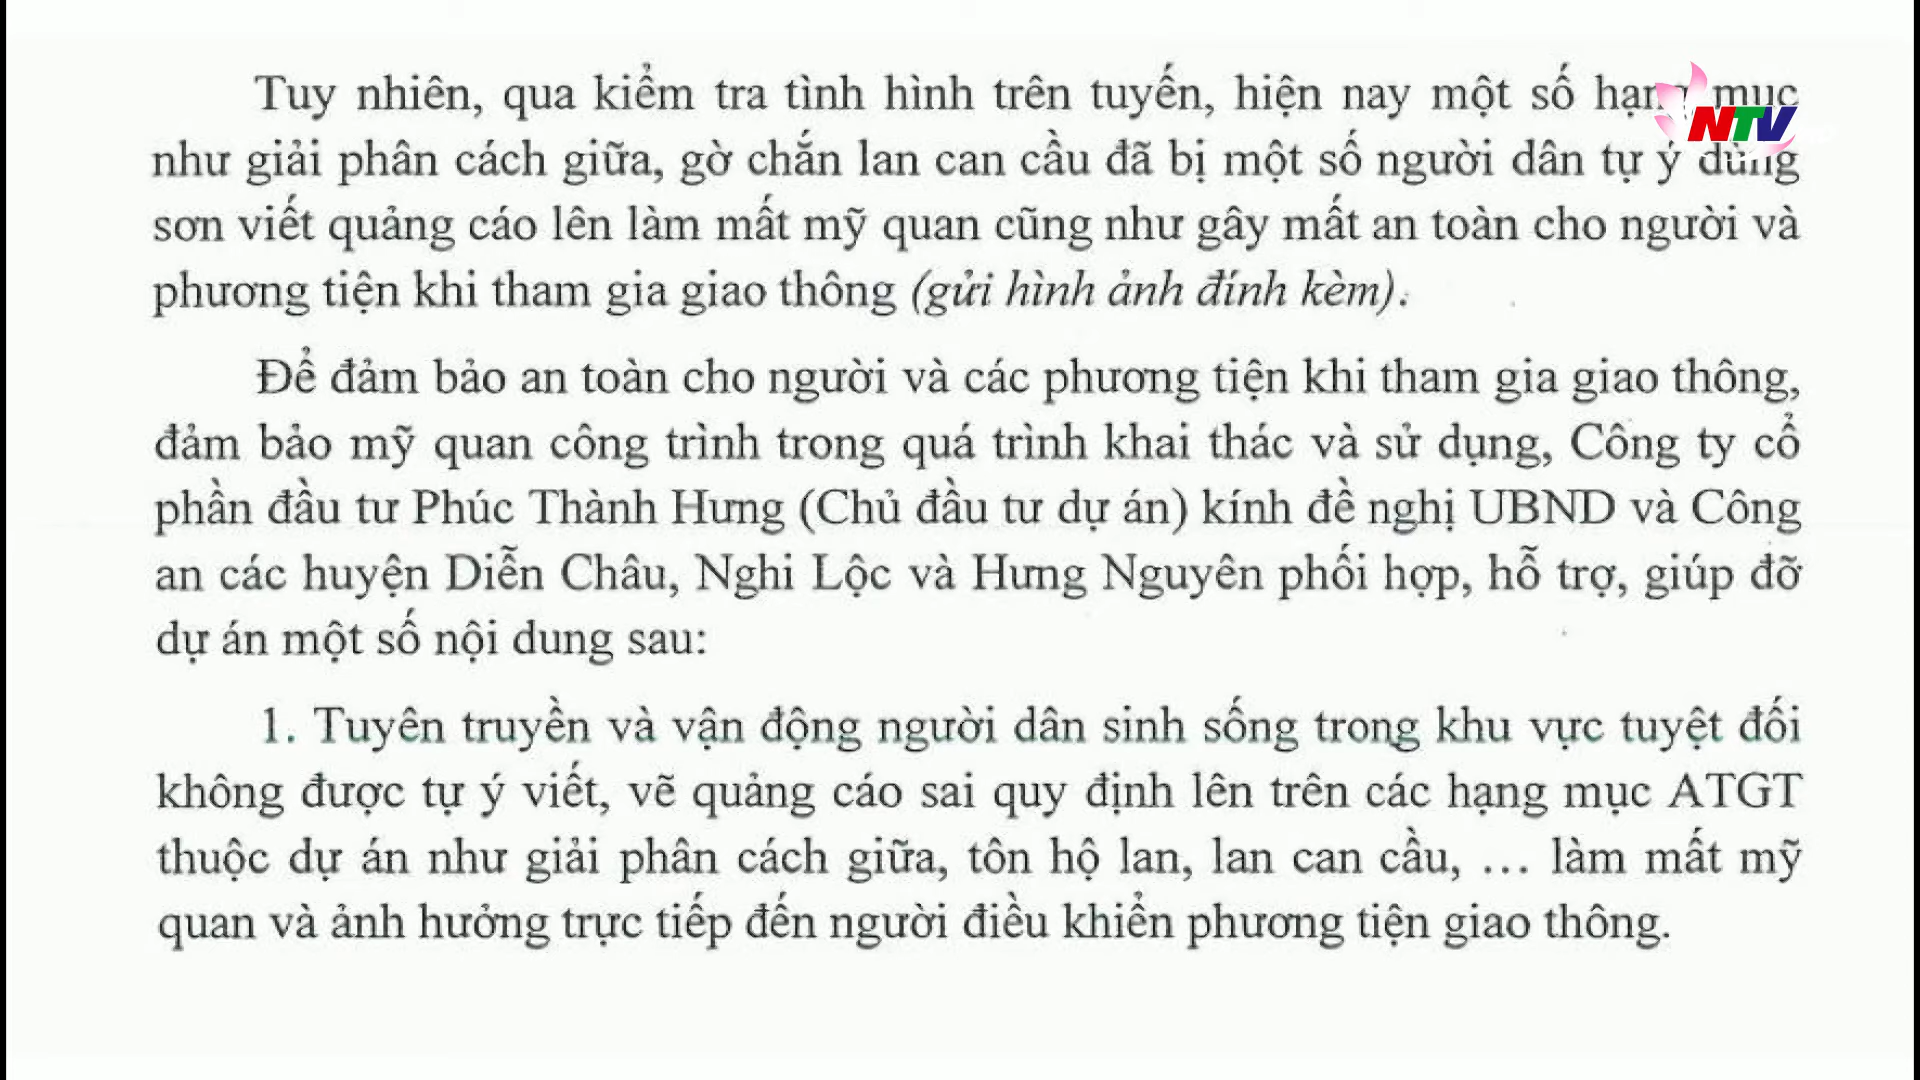 Tuy nhiên, qua kiểm tra tình hình trên tuyến, hiện nay một số hạng mục
NTV
như giải phân cách giữa, gờ chắn lan can cầu đã bị một số người dân tự ý dùng
sơn viết quảng cáo lên làm mất mỹ quan cũng như gây mất an toàn cho người và
phương tiện khi tham gia giao thông (gửi hình ảnh đính kèm).
Để đảm bảo an toàn cho người và các phương tiện khi tham gia giao thông,
đảm bảo mỹ quan công trình trong quá trình khai thác và sử dụng, Công ty cổ
phần đầu tư Phúc Thành Hưng (Chủ đầu tư dự án) kính đề nghị UBND và Công
an các huyện Diễn Châu, Nghi Lộc và Hưng Nguyên phối hợp, hỗ trợ, giúp đỡ
dự án một số nội dung sau:
1. Tuyên truyền và vận động người dân sinh sống trong khu vực tuyệt đối
không được tự ý viết, vẽ quảng cáo sai quy định lên trên các hạng mục ATGT
thuộc dự án như giải phân cách giữa, tôn hộ lan, lan can cầu, … làm mất mỹ
quan và ảnh hưởng trực tiếp đến người điều khiển phương tiện giao thông.